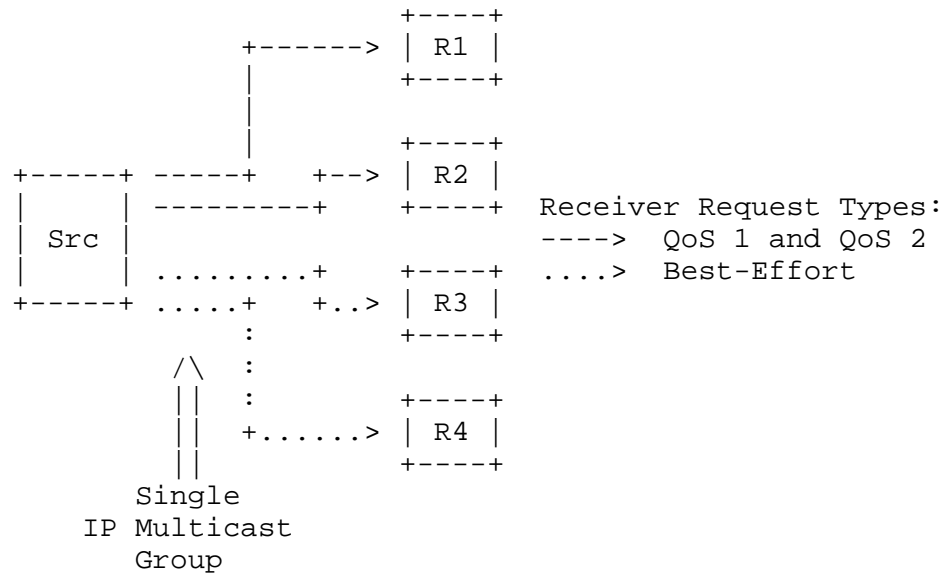 R1
R2
Receiver Request Types:
Src
----> QoS 1 and QoS 2
....> Best-Effort
R3
R4
Single
IP Multicast
Group